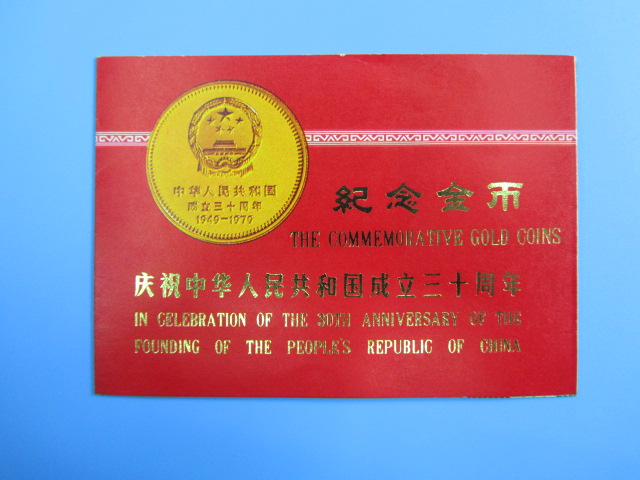 中华人民共和国
成立三十周年
1949-1979
紀念金币
THE COMMEMORATIVE GOLD COINS
庆祝中华人民共和国成立三十周年
IN CELEBRATION OF THE 30TH ANNIVERSARY OF THE
FOUNDING OF THE PEOPLE'S REPUBLIC OF CHINA